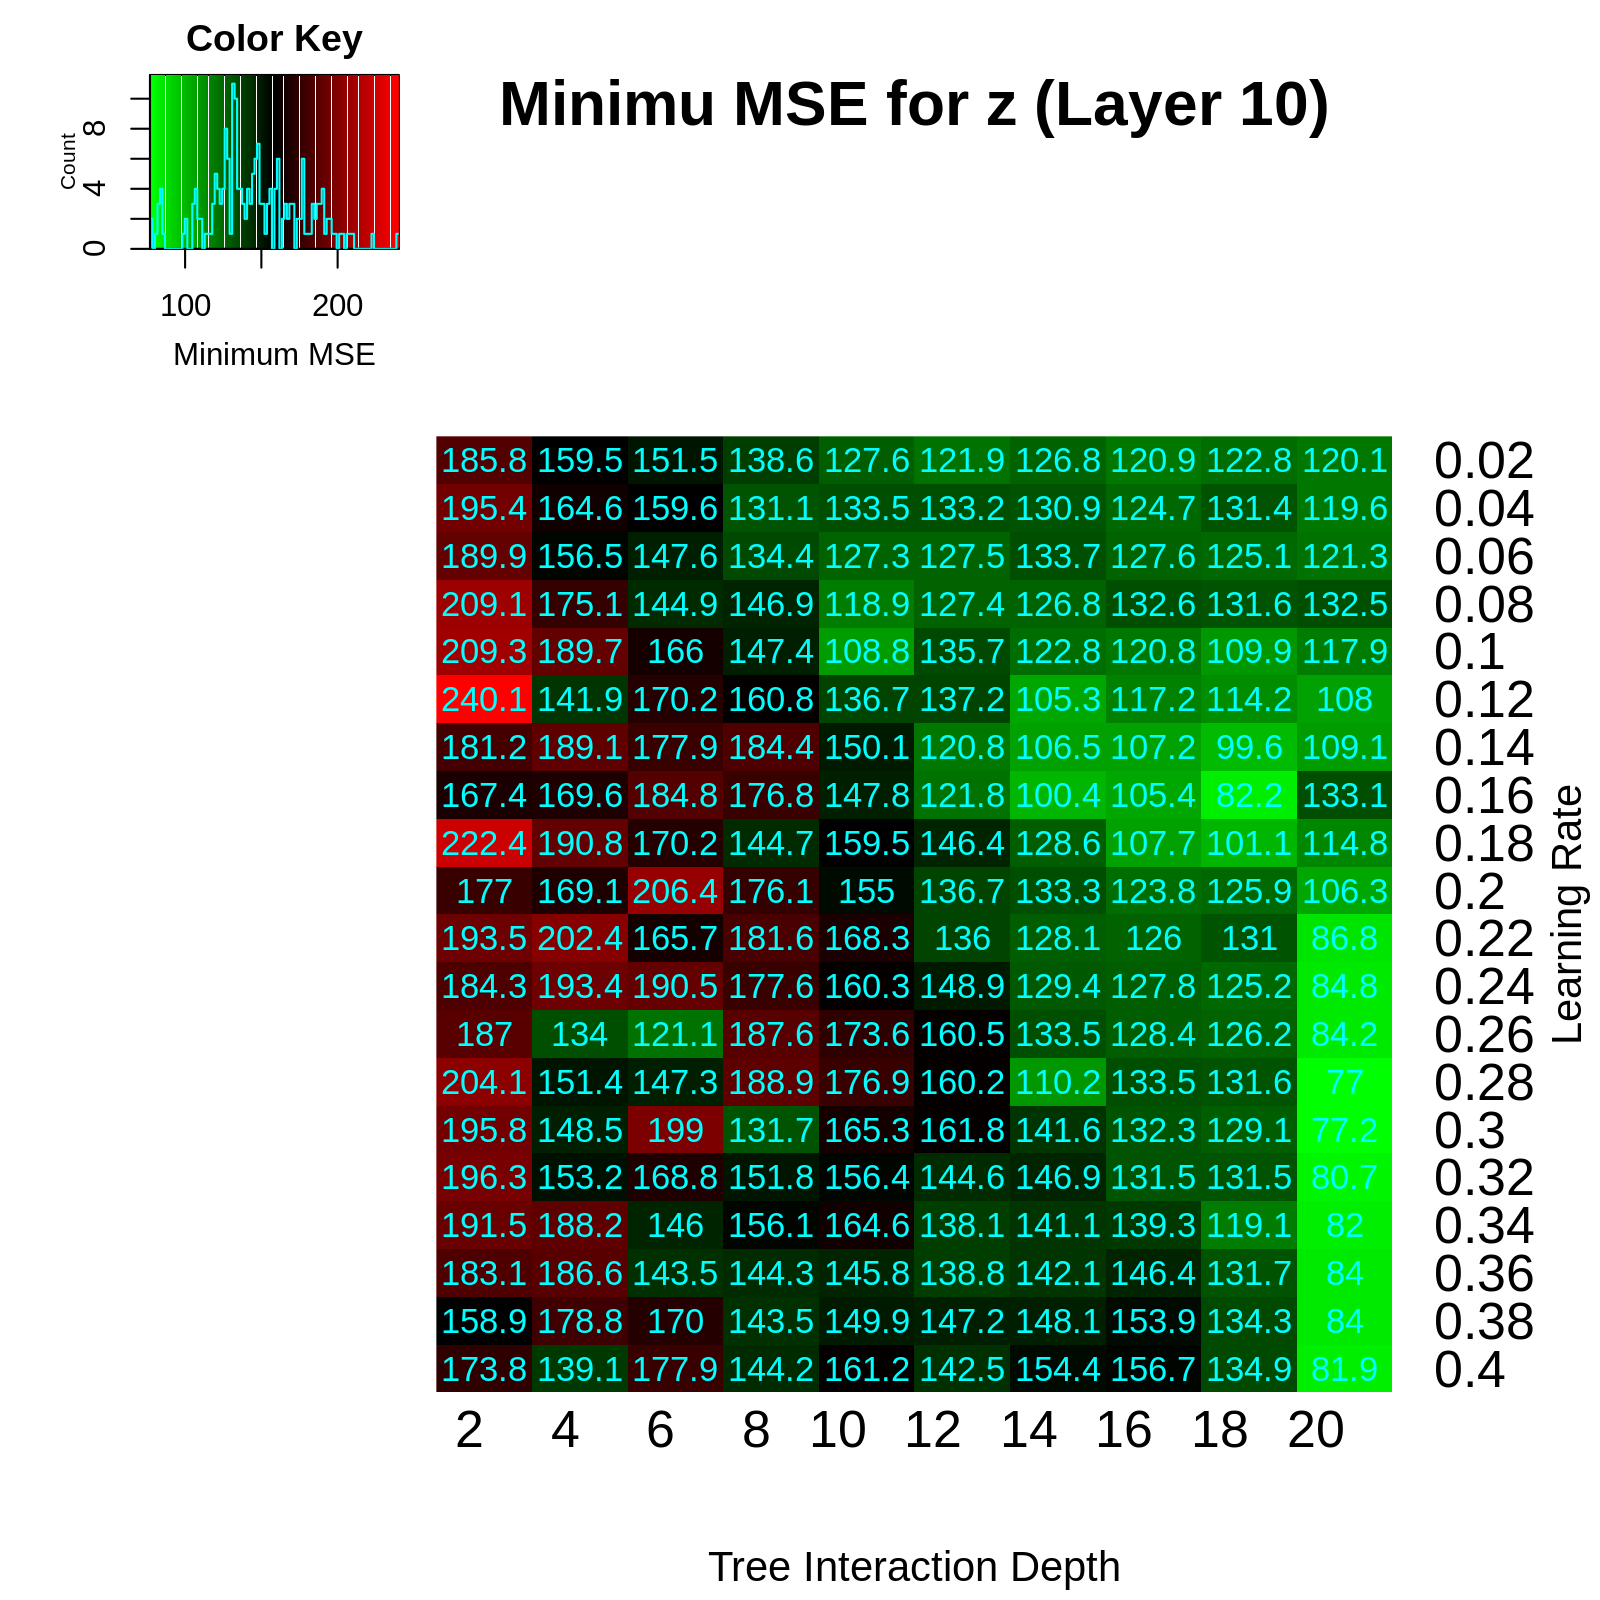 Color Key
Minimu MSE for z (Layer 10)
Count
0 4 8
100 200
Minimum MSE
185.8 159.5 151.5 138.6 127.6 121.9 126.8 120.9 122.8 120.1 0.02
195.4 164.6 159.6 131.1 133.5 133.2 130.9 124.7 131.4 119.6 0.04
189.9 156.5 147.6 134.4 127.3 127.5 133.7 127.6 125.1 121.3 0.06
209.1 175.1 144.9 146.9 118.9 127.4 126.8 132.6 131.6 132.5 0.08
209.3 189.7 166 147.4 108.8 135.7 122.8 120.8 109.9 117.9 0.1
240.1 141.9 170.2 160.8 136.7 137.2 105.3 117.2 114.2 108 0.12
181.2 189.1 177.9 184.4 150.1 120.8 106.5 107.2 99.6 109.1 0.14
167.4 169.6 184.8 176.8 147.8 121.8 100.4 105.4 82.2 133.1 0.16
222.4 190.8 170.2 144.7 159.5 146.4 128.6 107.7 101.1 114.8 0.18
177 169.1 206.4 176.1 155 136.7 133.3 123.8 125.9 106.3 0.2
193.5 202.4 165.7 181.6 168.3 136 128.1 126 131 86.8 0.22
184.3 193.4 190.5 177.6 160.3 148.9 129.4 127.8 125.2 84.8 0.24
187 134 121.1 187.6 173.6 160.5 133.5 128.4 126.2 84.2 0.26
204.1 151.4 147.3 188.9 176.9 160.2 110.2 133.5 131.6 77 0.28
195.8 148.5 199 131.7 165.3 161.8 141.6 132.3 129.1 77.2 0.3
196.3 153.2 168.8 151.8 156.4 144.6 146.9 131.5 131.5 80.7 0.32
191.5 188.2 146 156.1 164.6 138.1 141.1 139.3 119.1 82 0.34
183.1 186.6 143.5 144.3 145.8 138.8 142.1 146.4 131.7 84 0.36
158.9 178.8 170 143.5 149.9 147.2 148.1 153.9 134.3 84 0.38
173.8 139.1 177.9 144.2 161.2 142.5 154.4 156.7 134.9 81.9 0.4
Learning Rate
2 4 6 8 10 12 14 16 18 20
Tree Interaction Depth